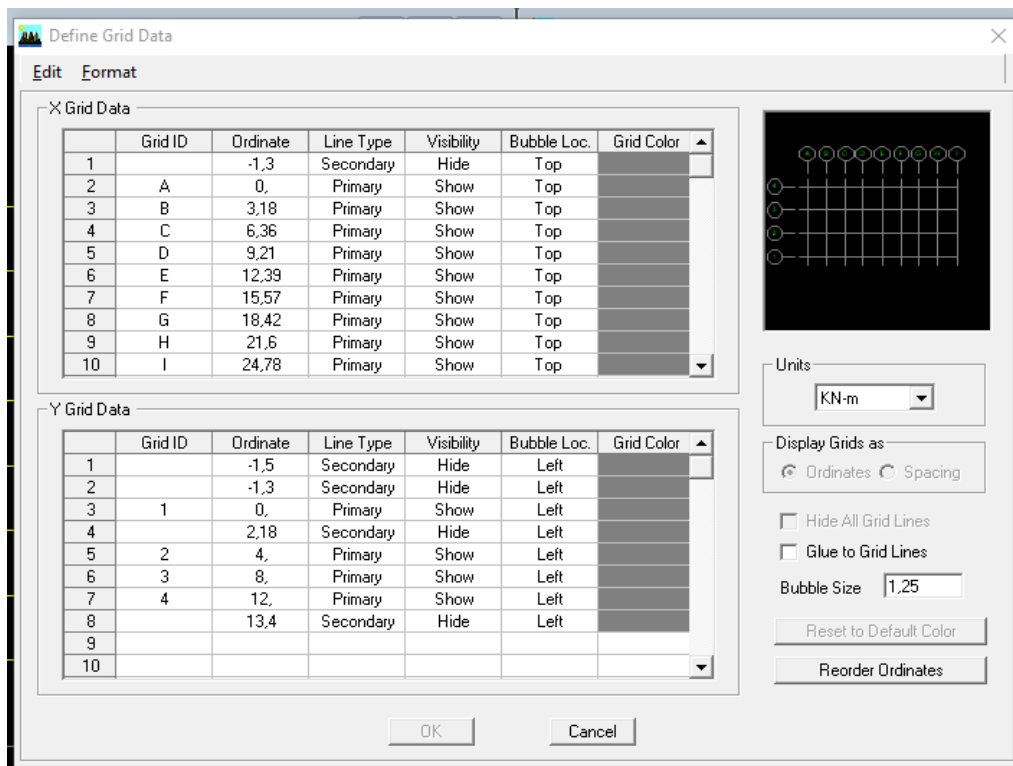 Define Grid Data
Edit Format
X Grid Data
Grid ID Ordinate Line Type Visibility Bubble Loc. Grid Color
1 -1,3 Secondary Hide Top
2 A 0, Primary Show Top
3 B 3,18 Primary Show Top
4 C 6,36 Primary Show Top
5 D 9,21 Primary Show Top
6 E 12,39 Primary Show Top
7 F 15,57 Primary Show Top
8 G 18,42 Primary Show Top
9 H 21,6 Primary Show Top
10 I 24,78 Primary Show Top
Y Grid Data
Grid ID Ordinate Line Type Visibility Bubble Loc. Grid Color
1 -1,5 Secondary Hide Left
2 -1,3 Secondary Hide Left
3 1 0, Primary Show Left
4 2,18 Secondary Hide Left
5 2 4, Primary Show Left
6 3 8, Primary Show Left
7 4 12, Primary Show Left
8 13,4 Secondary Hide Left
9
10
Units
KN-m
Display Grids as
Ordinates Spacing
Hide All Grid Lines
Glue to Grid Lines
Bubble Size 1,25
Reset to Default Color
Reorder Ordinates
OK Cancel